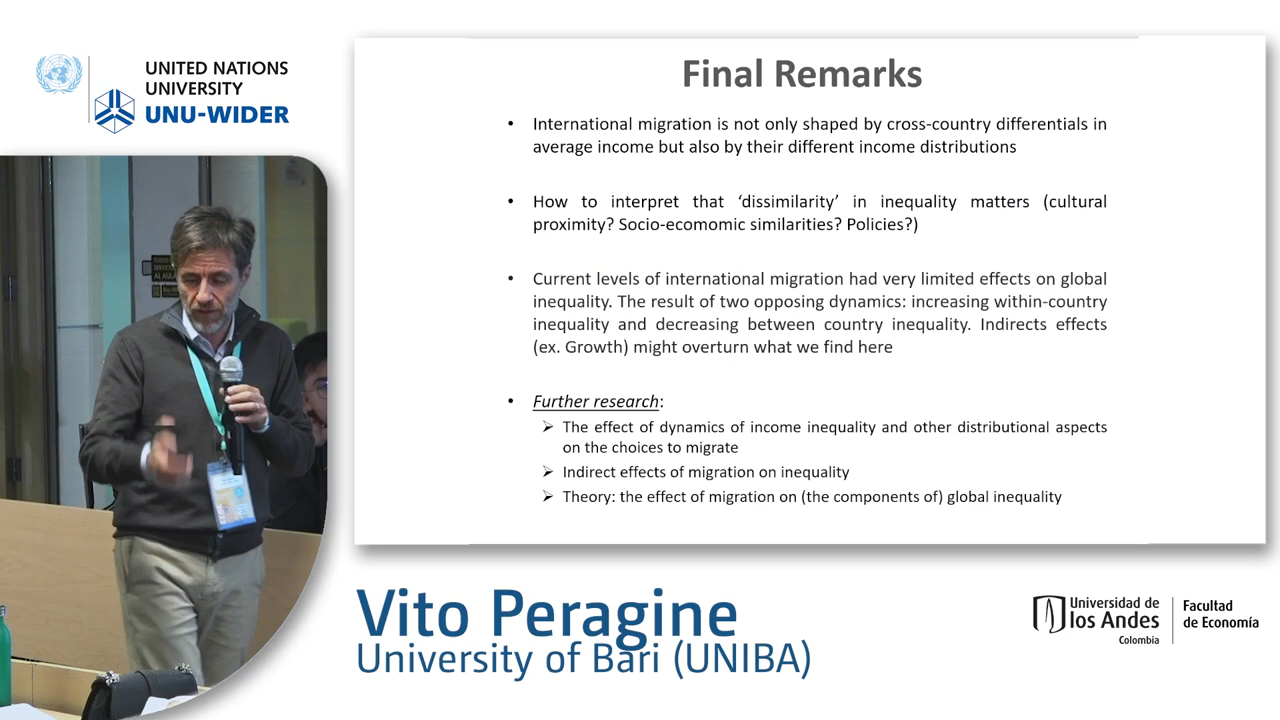 UNITED NATIONS
UNIVERSITY
UNU-WIDER
Final Remarks
• International migration is not only shaped by cross-country differentials in
average income but also by their different income distributions
• How to interpret that ‘dissimilarity’ in inequality matters (cultural
proximity? Socio-ecomomic similarities? Policies?)
• Current levels of international migration had very limited effects on global
inequality. The result of two opposing dynamics: increasing within-country
inequality and decreasing between country inequality. Indirects effects
(ex. Growth) might overturn what we find here
• Further research:
➢ The effect of dynamics of income inequality and other distributional aspects
on the choices to migrate
➢ Indirect effects of migration on inequality
➢ Theory: the effect of migration on (the components of) global inequality
Vito Peragine
University of Bari (UNIBA)
Universidad de
los Andes
Colombia
Facultad
de Economía